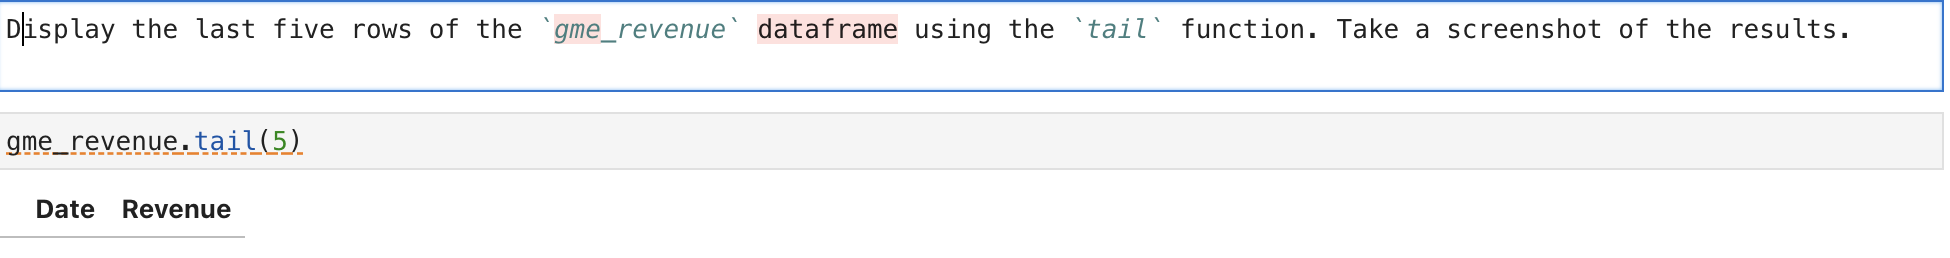 Display the last five rows of the `gme_revenue` dataframe using the `tail` function. Take a screenshot of the results.
gme_revenue.tail(5)
Date Revenue